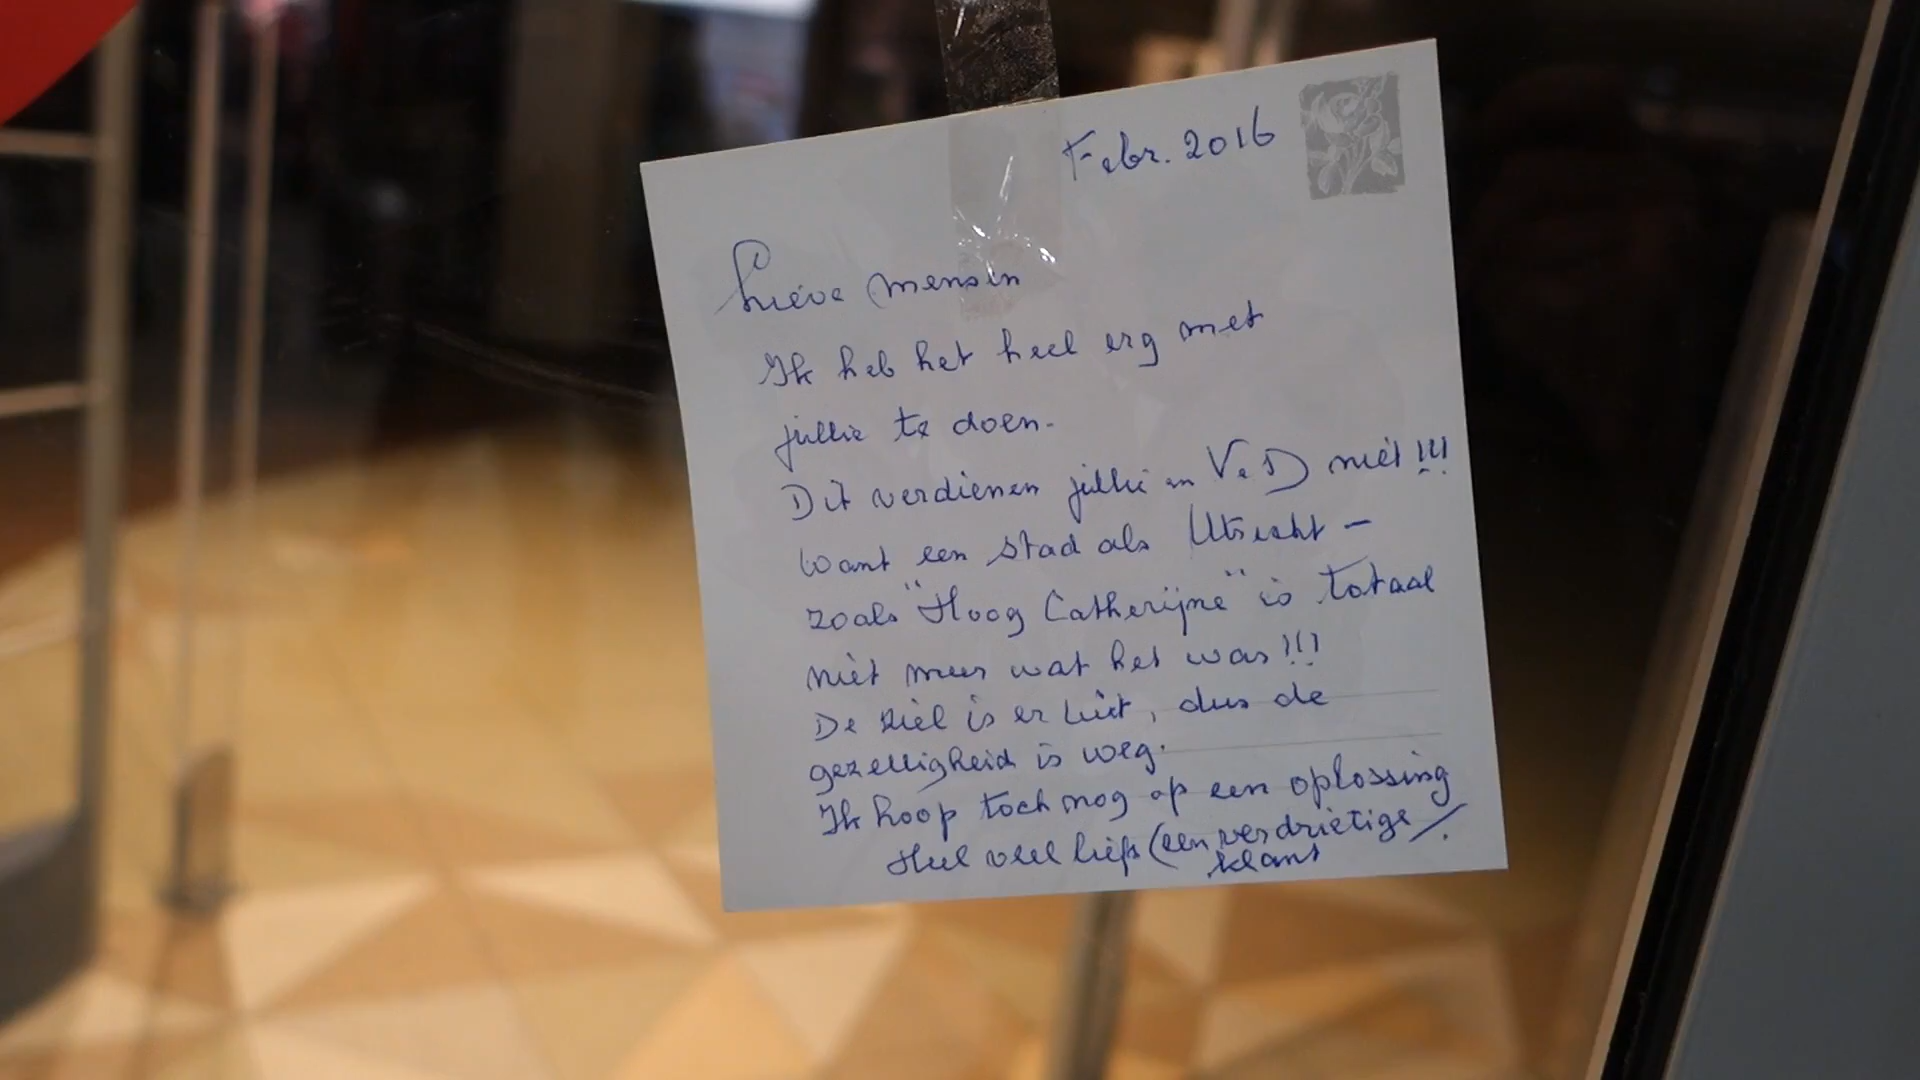 Febr. 2016
Lieve mensen
Ik heb het heel erg met
jullie te doen.
Dit verdienen jullie en V&D niet!!!
Want een stad als Utrecht -
zoals "Hoog Catherijne" is totaal
niet meer wat het was!!!
De ziel is er uit, dus de
gezelligheid is weg.
Ik hoop toch nog op een oplossing
Heel veel liefs (een verdrietige
klant